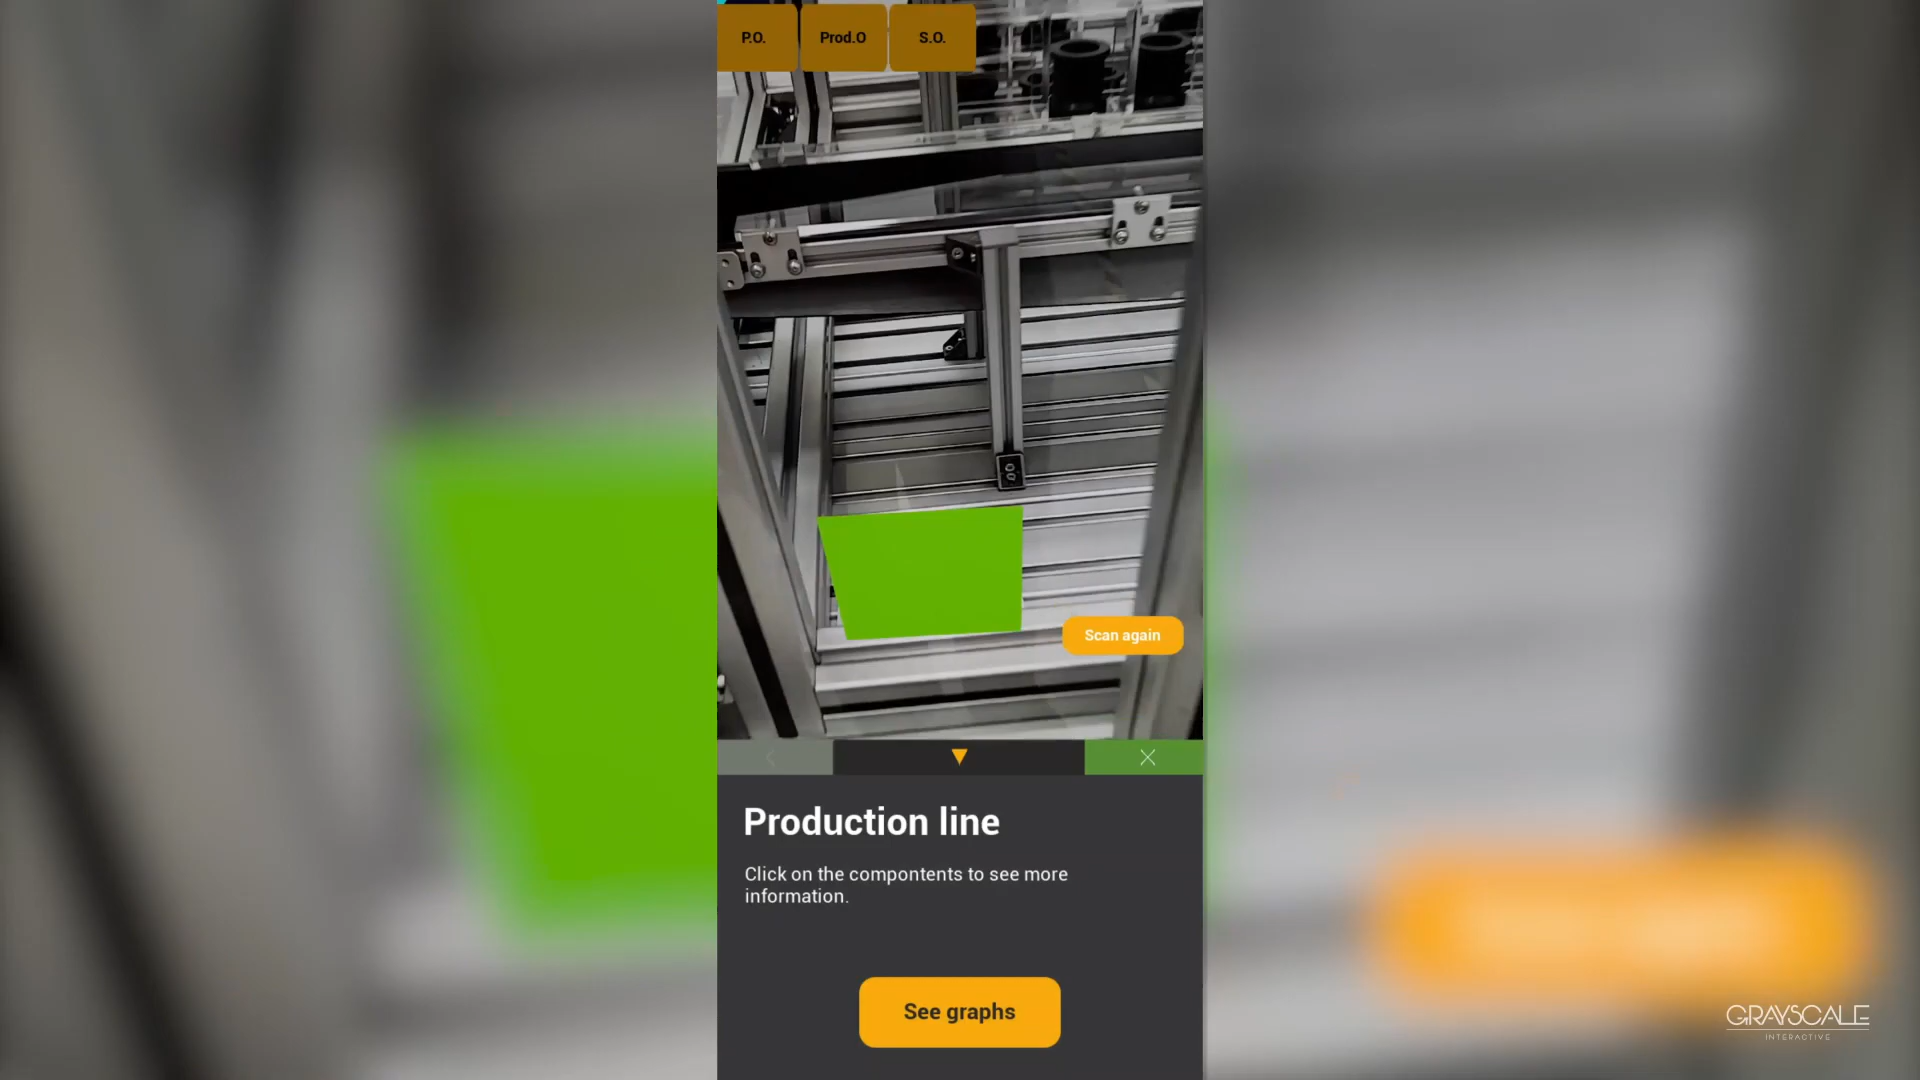 P.O. Prod.O S.O.
Scan again
Production line
Click on the compontents to see more
information.
See graphs
GRAYSCALE
INTERACTIVE